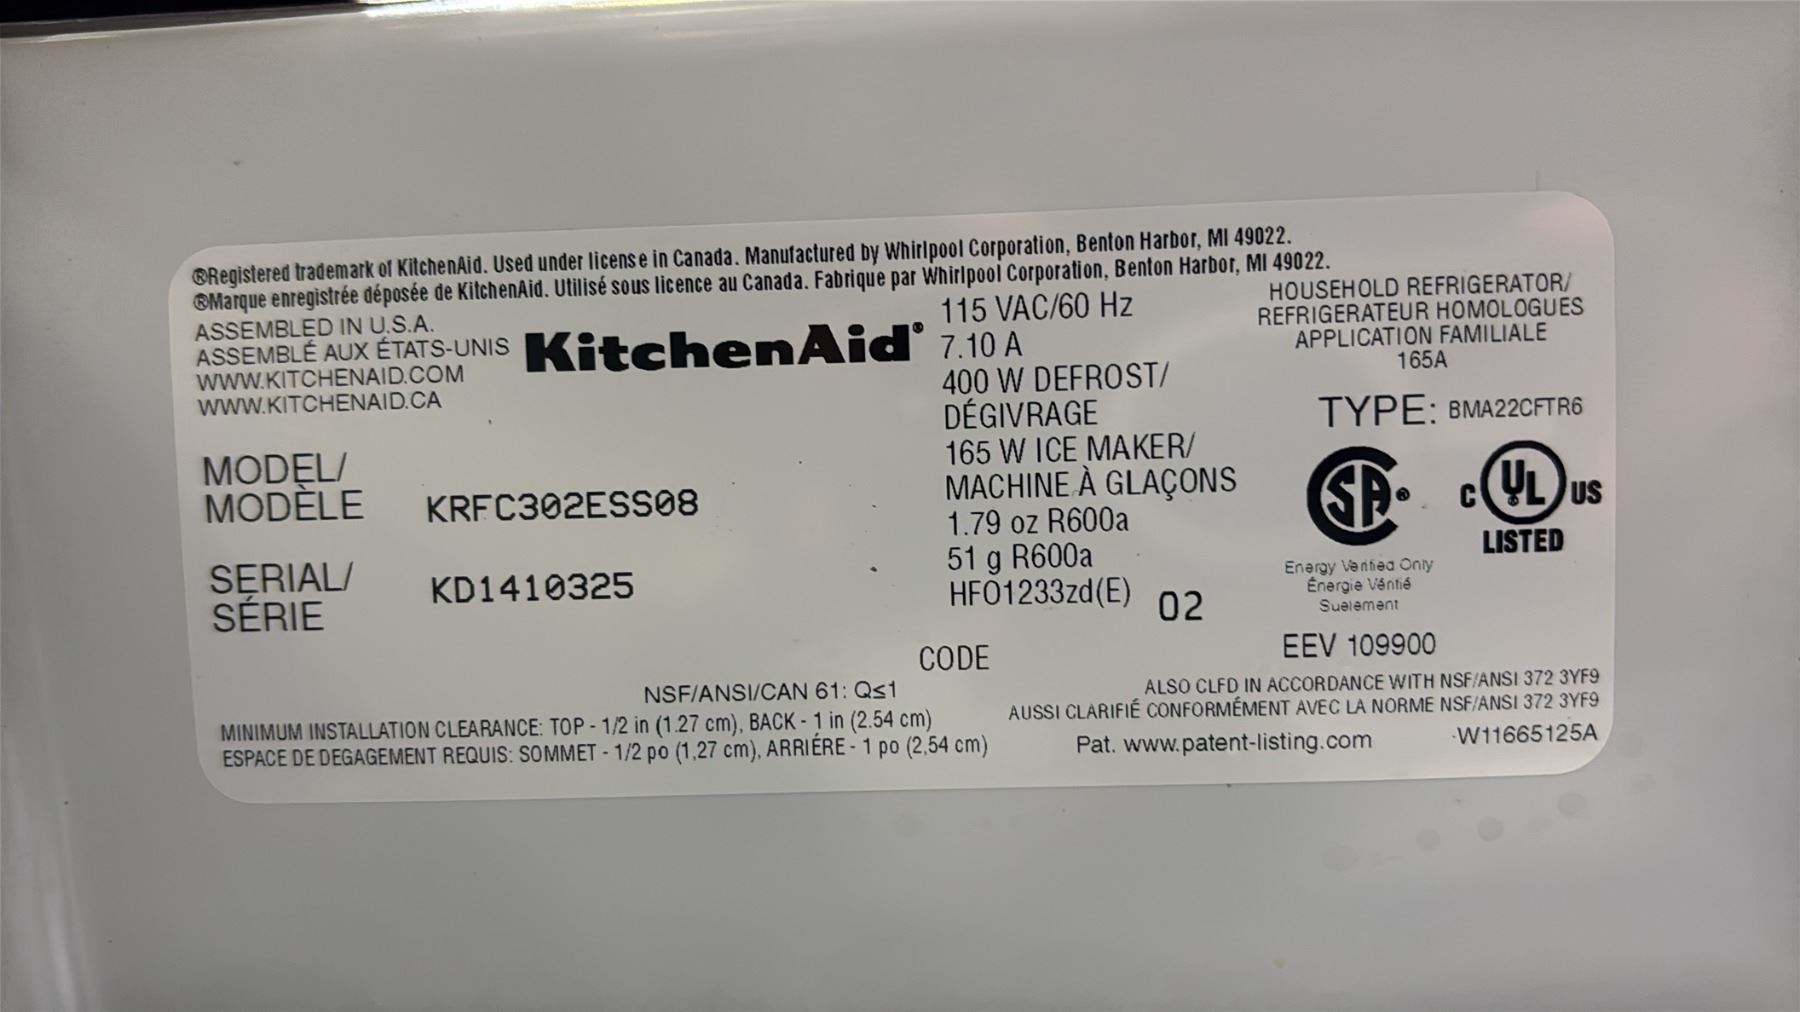 ®Registered trademark of KitchenAid. Used under license in Canada. Manufactured by Whirlpool Corporation, Benton Harbor, MI 49022.
®Marque enregistrée déposée de KitchenAid. Utilisé sous licence au Canada. Fabrique par Whirlpool Corporation, Benton Harbor, MI 49022.
ASSEMBLED IN U.S.A.
ASSEMBLÉ AUX ÉTATS-UNIS
WWW.KITCHENAID.COM
WWW.KITCHENAID.CA
KitchenAid®
MODEL/
MODÈLE KRFC302ESS08
SERIAL/
SÉRIE KD1410325
115 VAC/60 Hz
7.10 A
400 W DEFROST/
DÉGIVRAGE
165 W ICE MAKER/
MACHINE À GLAÇONS
1.79 oz R600a
51 g R600a
HFO1233zd(E) 02
CODE
HOUSEHOLD REFRIGERATOR/
REFRIGERATEUR HOMOLOGUES
APPLICATION FAMILIALE
165A
TYPE: BMA22CFTR6
SA®
C UL US
LISTED
Energy Verified Only
Énergie Vérifié
Suelement
EEV 109900
NSF/ANSI/CAN 61: Q≤1
ALSO CLFD IN ACCORDANCE WITH NSF/ANSI 372 3YF9
AUSSI CLARIFIÉ CONFORMÉMENT AVEC LA NORME NSF/ANSI 372 3YF9
MINIMUM INSTALLATION CLEARANCE: TOP - 1/2 in (1.27 cm), BACK - 1 in (2.54 cm)
ESPACE DE DEGAGEMENT REQUIS: SOMMET - 1/2 po (1,27 cm), ARRIÉRE - 1 po (2,54 cm)
Pat. www.patent-listing.com
W11665125A